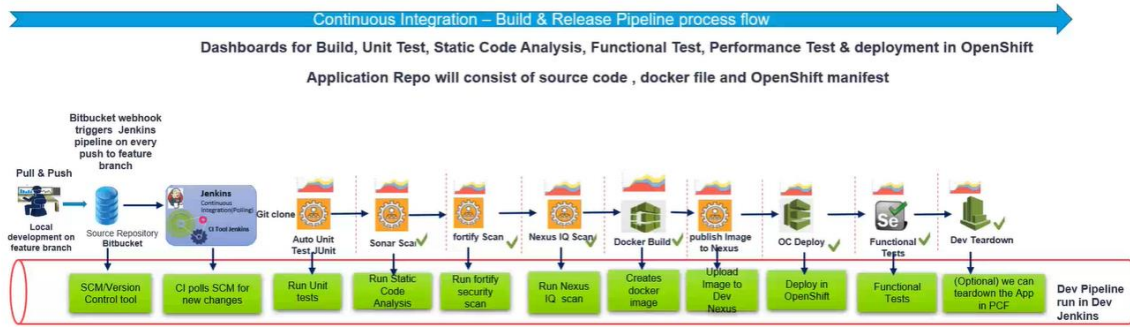 Continuous Integration – Build & Release Pipeline process flow
Dashboards for Build, Unit Test, Static Code Analysis, Functional Test, Performance Test & deployment in OpenShift
Application Repo will consist of source code , docker file and OpenShift manifest
Bitbucket webhook
triggers Jenkins
pipeline on every
push to feature
branch
Pull & Push
Local
development on
feature branch
Source Repository
Bitbucket
Jenkins
Continuous
Integration(Polling)
CI Tool Jenkins
Git clone
Auto Unit
Test JUnit
Sonar Scan
fortify Scan
Nexus IQ Scan
Docker Build
publish Image
to Nexus
OC Deploy
Se
Functional
Tests
Dev Teardown
SCM/Version
Control tool
CI polls SCM for
new changes
Run Unit
tests
Run Static
Code
Analysis
Run fortify
security
scan
Run Nexus
IQ scan
Creates
docker
image
Upload
Image to
Dev
Nexus
Deploy in
OpenShift
Functional
Tests
(Optional) we can
teardown the App
in PCF
Dev Pipeline
run in Dev
Jenkins